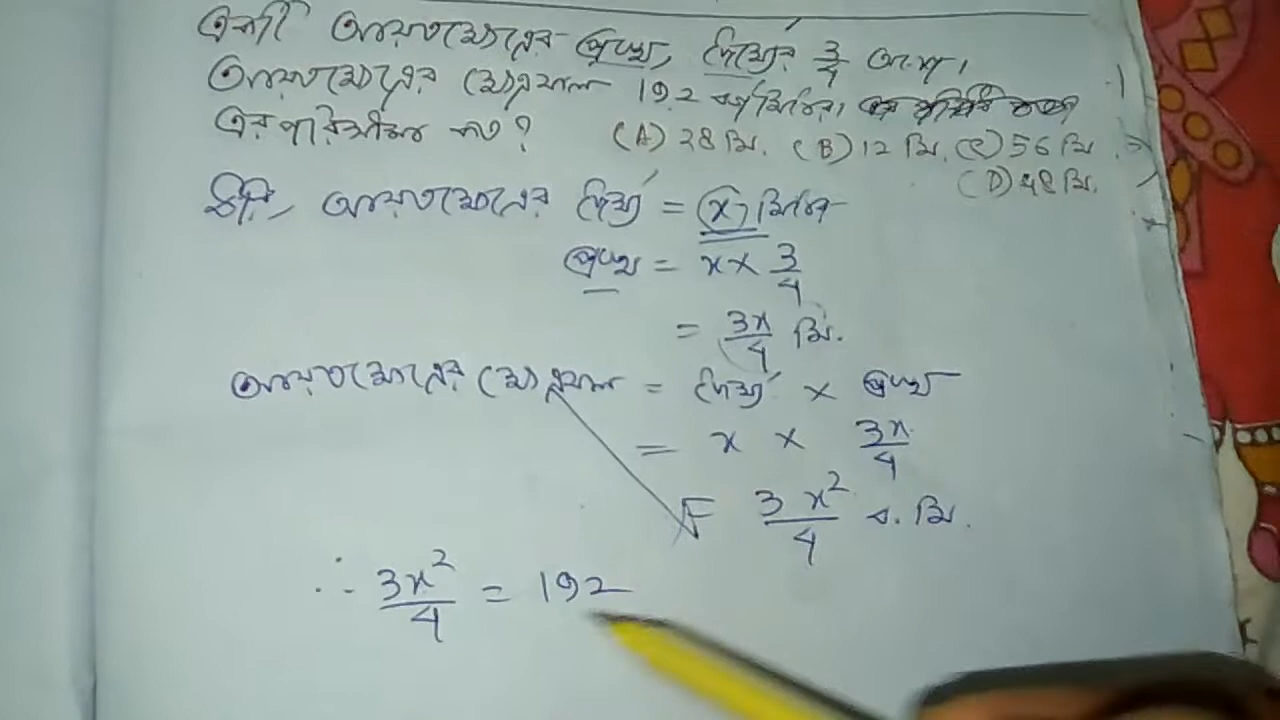 একটি আয়তক্ষেত্রের প্রস্থ, দৈর্ঘ্যের 3/4 অংশ।
আয়তক্ষেত্রের ক্ষেত্রফল 192 বর্গমিটার।
এর পরিসীমা কত? (A) 28 মি. (B) 12 মি. (C) 56 মি
(D) 48 মি.
ধরি, আয়তক্ষেত্রের দৈর্ঘ্য = (x) মিটার
প্রস্থ = x × 3/4
= 3x/4 মি.
আয়তক্ষেত্রের ক্ষেত্রফল = দৈর্ঘ্য × প্রস্থ
= x × 3x/4
= 3x²/4 ব. মি.
∴ 3x²/4 = 192